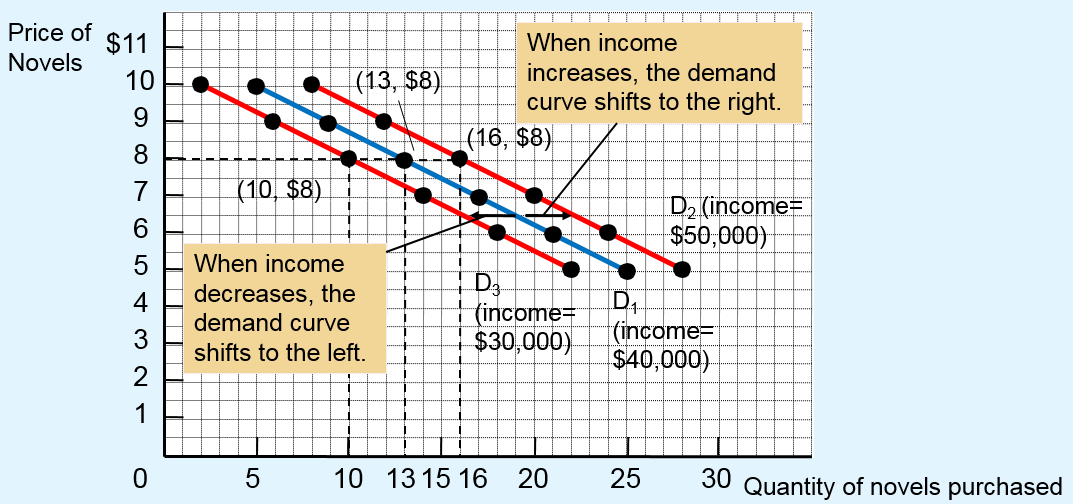 Price of
Novels
$11
10
9
8
7
6
5
4
3
2
1
0
5
10
13
15
16
20
25
30
Quantity of novels purchased
(13, $8)
(16, $8)
(10, $8)
When income
increases, the demand
curve shifts to the right.
When income
decreases, the
demand curve
shifts to the left.
D₂ (income=
$50,000)
D₃
(income=
$30,000)
D₁
(income=
$40,000)